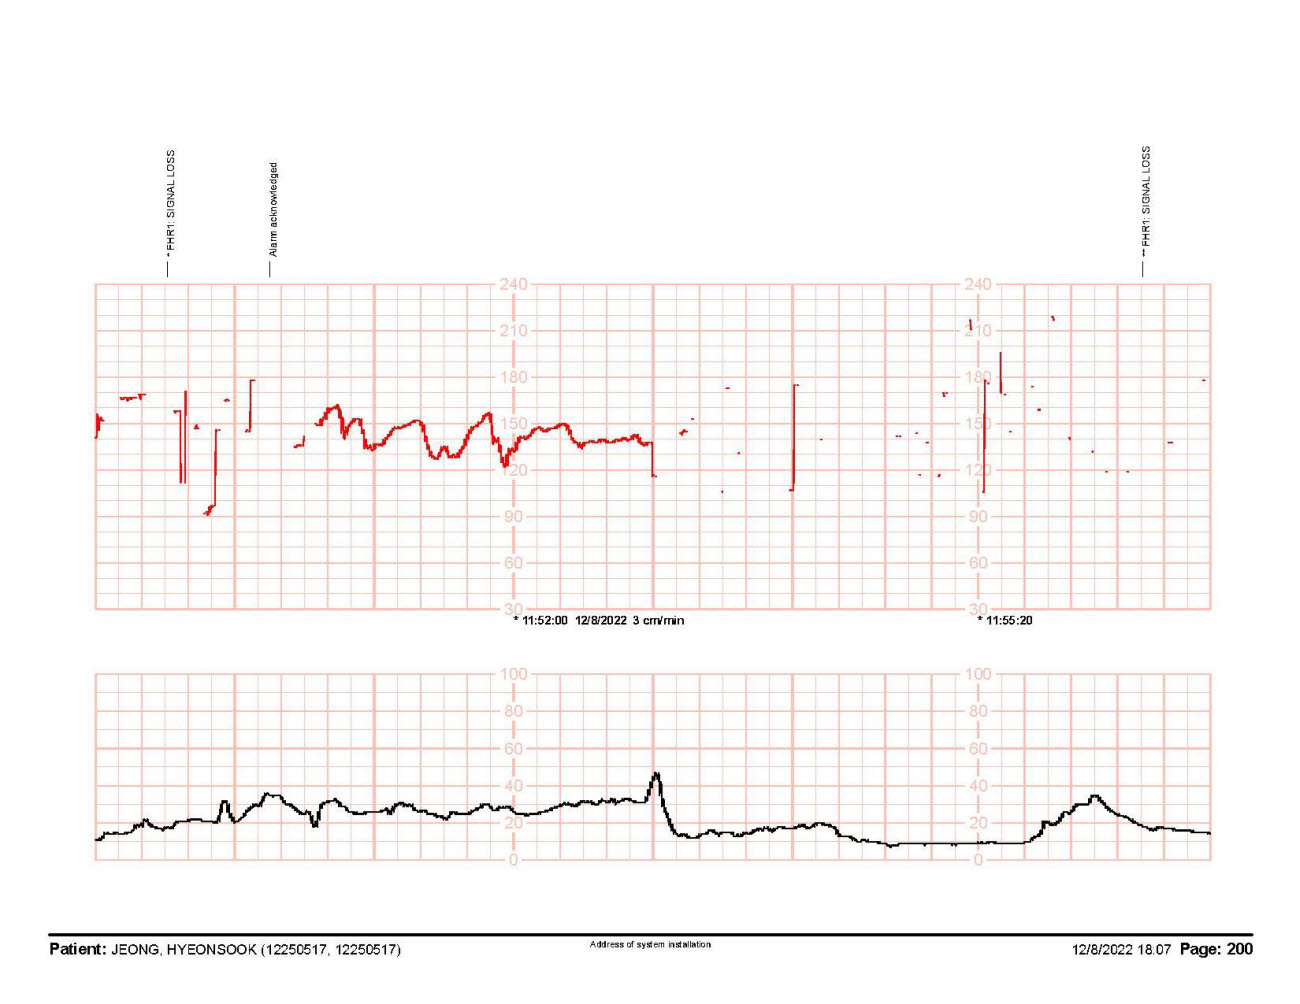 * FHR1: SIGNAL LOSS
Alarm acknowledged
** FHR1: SIGNAL LOSS
240 240
210 210
180 180
150 150
120 120
90 90
60 60
30 30
* 11:52:00 12/8/2022 3 cm/min * 11:55:20
100 100
80 80
60 60
40 40
20 20
0 0
Patient: JEONG, HYEONSOOK (12250517, 12250517) Address of system installation 12/8/2022 18:07 Page: 200